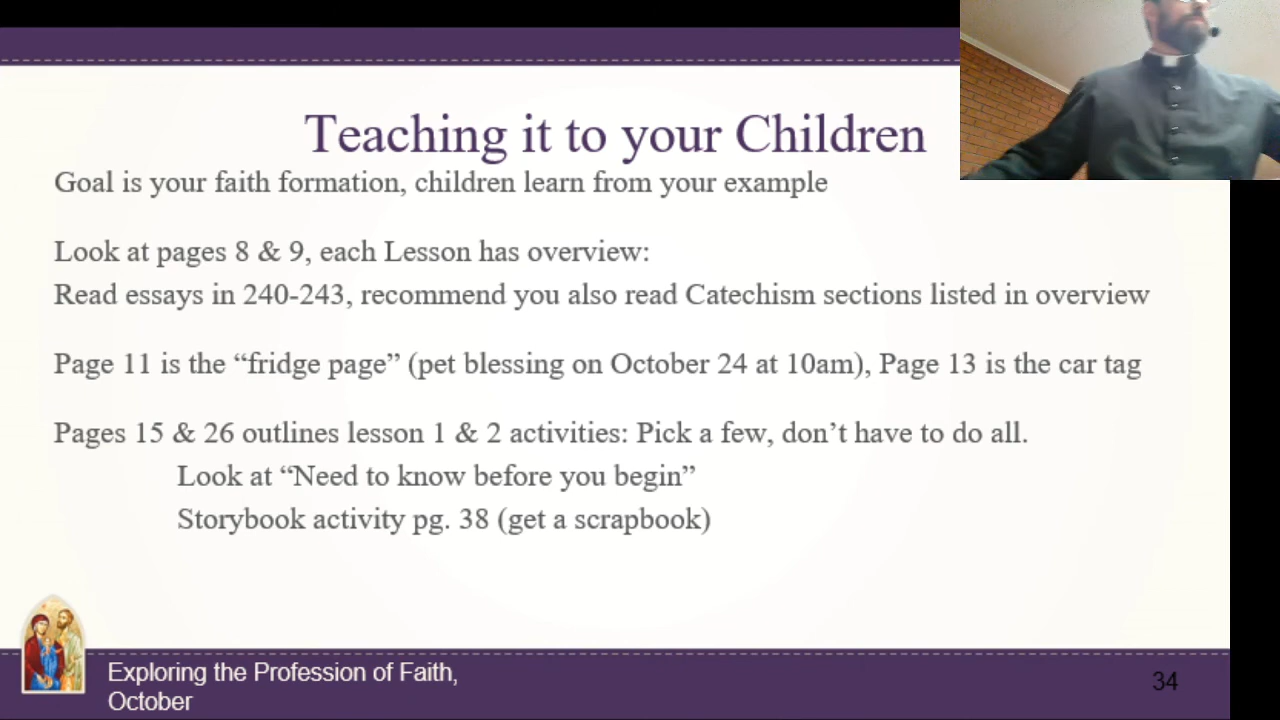 Teaching it to your Children
Goal is your faith formation, children learn from your example
Look at pages 8 & 9, each Lesson has overview:
Read essays in 240-243, recommend you also read Catechism sections listed in overview
Page 11 is the “fridge page” (pet blessing on October 24 at 10am), Page 13 is the car tag
Pages 15 & 26 outlines lesson 1 & 2 activities: Pick a few, don’t have to do all.
Look at “Need to know before you begin”
Storybook activity pg. 38 (get a scrapbook)
Exploring the Profession of Faith,
October
34